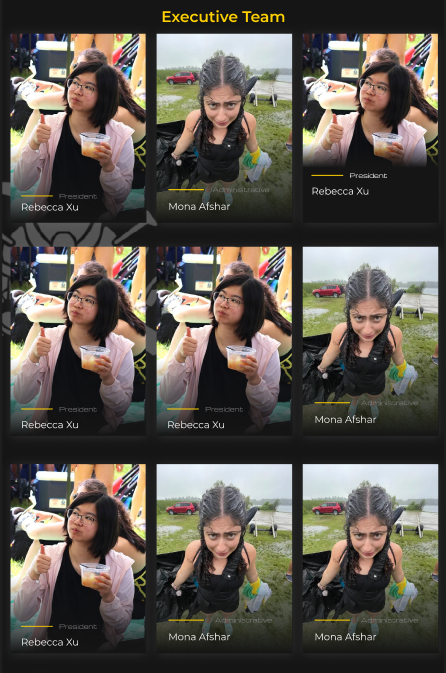 Executive Team
President
Rebecca Xu
Administrative
Mona Afshar
President
Rebecca Xu
President
Rebecca Xu
President
Rebecca Xu
Administrative
Mona Afshar
President
Rebecca Xu
Administrative
Mona Afshar
Administrative
Mona Afshar